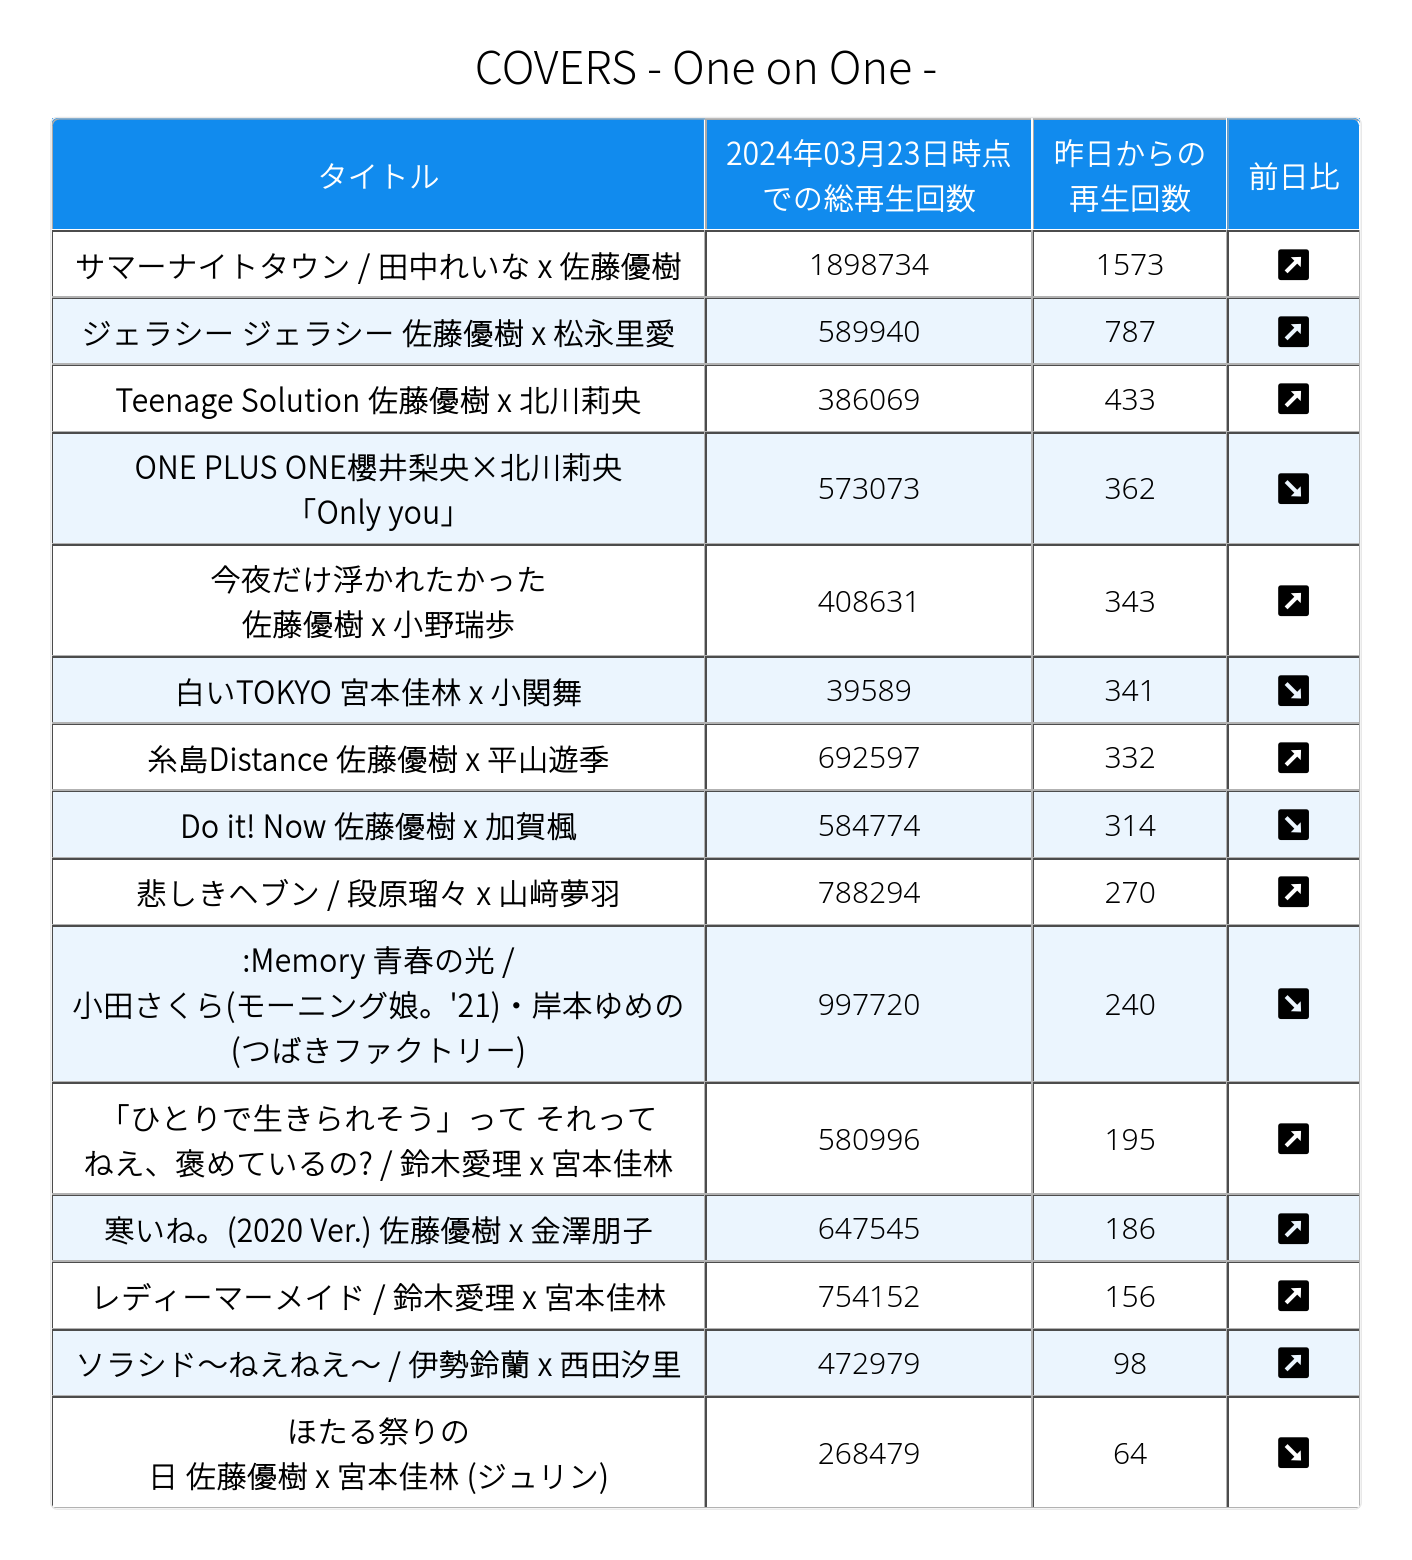 COVERS - One on One -
タイトル
2024年03月23日時点
での総再生回数
昨日からの
再生回数
前日比
サマーナイトタウン / 田中れいな x 佐藤優樹
1898734
1573
ジェラシー ジェラシー 佐藤優樹 x 松永里愛
589940
787
Teenage Solution 佐藤優樹 x 北川莉央
386069
433
ONE PLUS ONE櫻井梨央×北川莉央
「Only you」
573073
362
今夜だけ浮かれたかった
佐藤優樹 x 小野瑞歩
408631
343
白いTOKYO 宮本佳林 x 小関舞
39589
341
糸島Distance 佐藤優樹 x 平山遊季
692597
332
Do it! Now 佐藤優樹 x 加賀楓
584774
314
悲しきヘブン / 段原瑠々 x 山﨑夢羽
788294
270
:Memory 青春の光 /
小田さくら(モーニング娘。'21)・岸本ゆめの
(つばきファクトリー)
997720
240
「ひとりで生きられそう」って それって
ねえ、褒めているの? / 鈴木愛理 x 宮本佳林
580996
195
寒いね。(2020 Ver.) 佐藤優樹 x 金澤朋子
647545
186
レディーマーメイド / 鈴木愛理 x 宮本佳林
754152
156
ソラシド～ねえねえ～ / 伊勢鈴蘭 x 西田汐里
472979
98
ほたる祭りの
日 佐藤優樹 x 宮本佳林 (ジュリン)
268479
64